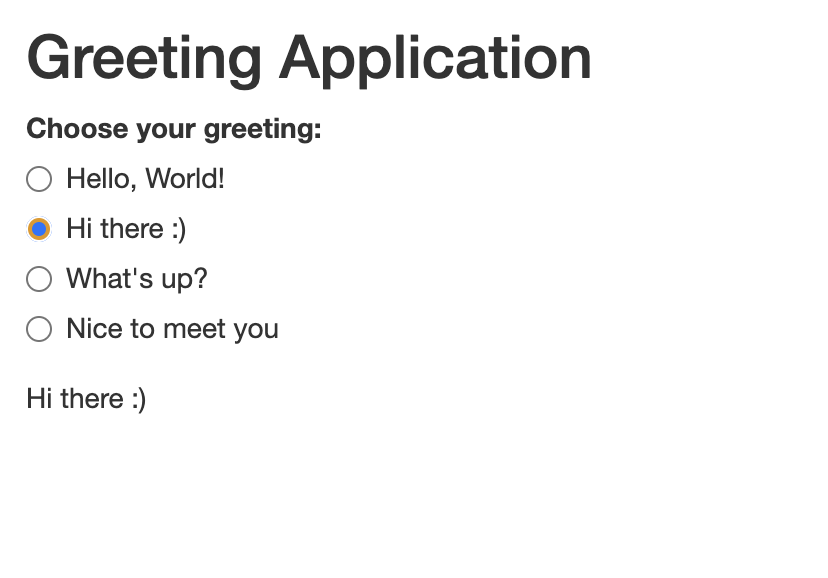 Greeting Application
Choose your greeting:
Hello, World!
Hi there :)
What's up?
Nice to meet you
Hi there :)